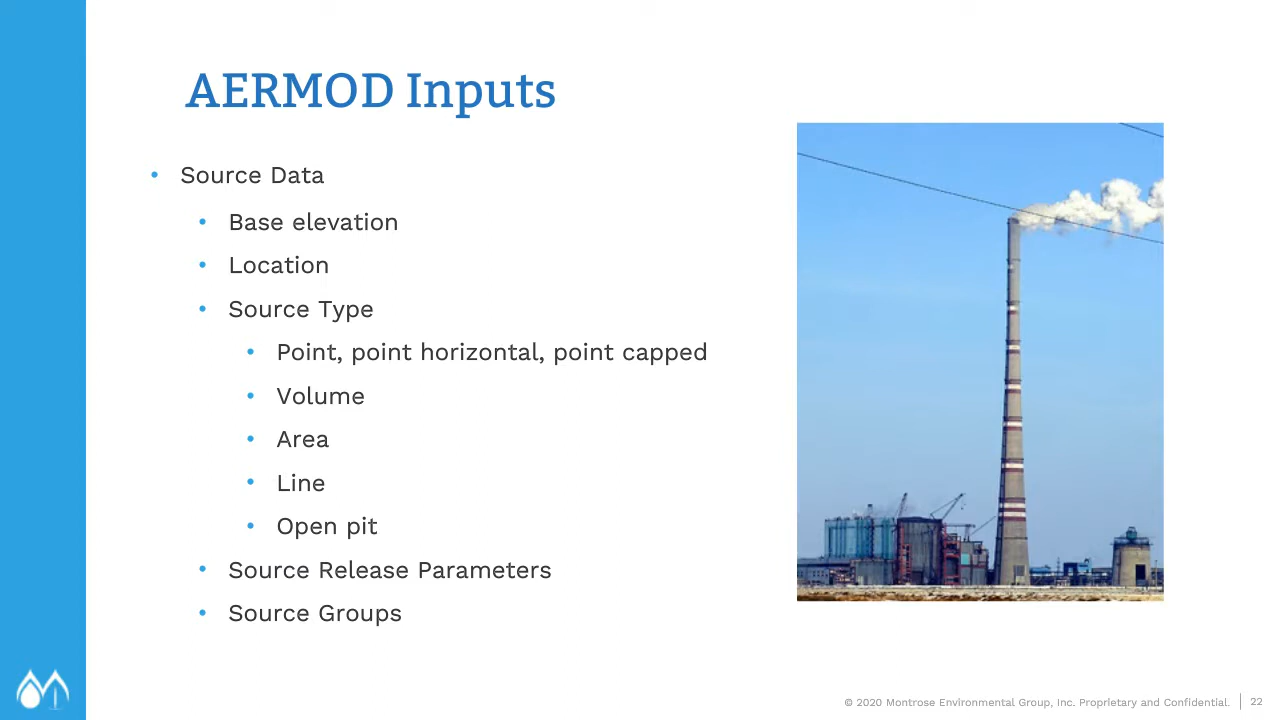 AERMOD Inputs
• Source Data
• Base elevation
• Location
• Source Type
• Point, point horizontal, point capped
• Volume
• Area
• Line
• Open pit
• Source Release Parameters
• Source Groups
© 2020 Montrose Environmental Group, Inc. Proprietary and Confidential. 22